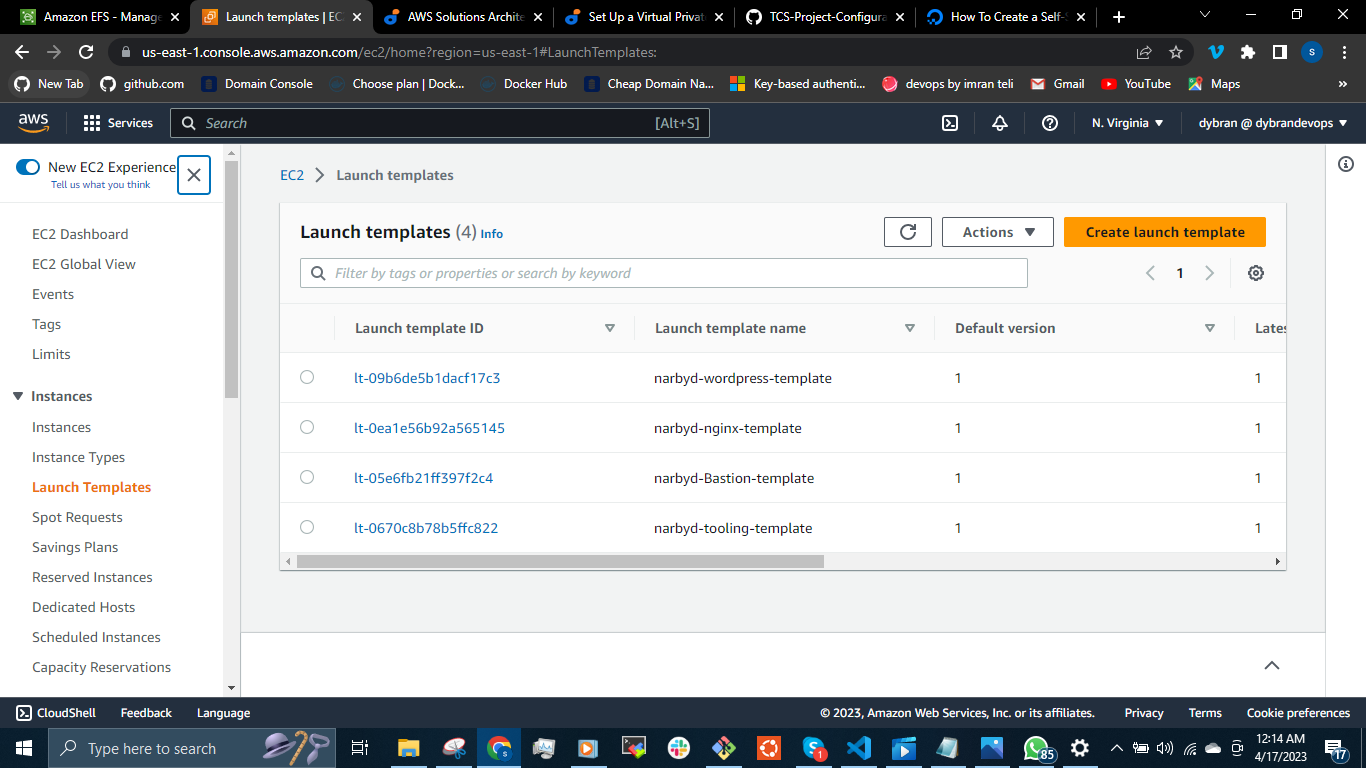 Amazon EFS - Manage
Launch templates | EC
AWS Solutions Archite
Set Up a Virtual Privat
TCS-Project-Configura
How To Create a Self-S
us-east-1.console.aws.amazon.com/ec2/home?region=us-east-1#LaunchTemplates:
S
New Tab
github.com
Domain Console
Choose plan | Dock...
Docker Hub
Cheap Domain Na...
Key-based authenti...
devops by imran teli
Gmail
YouTube
Maps
»
aws
Services
Search
[Alt+S]
N. Virginia
dybran @ dybrandevops
New EC2 Experience
Tell us what you think
EC2 Dashboard
EC2 Global View
Events
Tags
Limits
Instances
Instances
Instance Types
Launch Templates
Spot Requests
Savings Plans
Reserved Instances
Dedicated Hosts
Scheduled Instances
Capacity Reservations
EC2 > Launch templates
Launch templates (4) Info
Actions
Create launch template
Filter by tags or properties or search by keyword
1
Launch template ID Launch template name Default version Lates
lt-09b6de5b1dacf17c3 narbyd-wordpress-template 1 1
lt-0ea1e56b92a565145 narbyd-nginx-template 1 1
lt-05e6fb21ff397f2c4 narbyd-Bastion-template 1 1
lt-0670c8b78b5ffc822 narbyd-tooling-template 1 1
CloudShell
Feedback
Language
© 2023, Amazon Web Services, Inc. or its affiliates.
Privacy
Terms
Cookie preferences
Type here to search
1
85
12:14 AM
4/17/2023
17